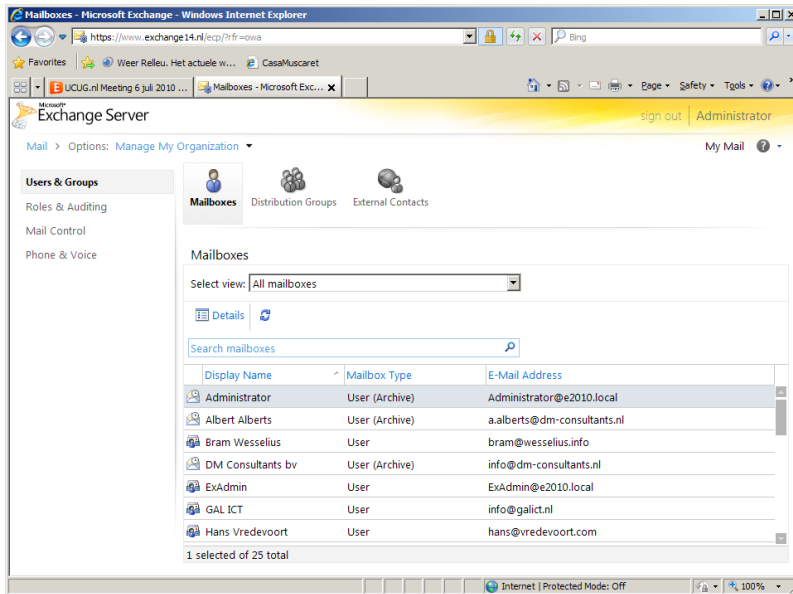 Mailboxes - Microsoft Exchange - Windows Internet Explorer
https://www.exchange14.nl/ecp/?rfr=owa
Bing
Favorites Weer Relleu. Het actuele w... CasaMuscaret
UCUG.nl Meeting 6 juli 2010 ... Mailboxes - Microsoft Exc... Page Safety Tools
Microsoft
Exchange Server sign out Administrator
Mail > Options: Manage My Organization My Mail
Users & Groups
Roles & Auditing
Mail Control
Phone & Voice
Mailboxes Distribution Groups External Contacts
Mailboxes
Select view: All mailboxes
Details
Search mailboxes
Display Name Mailbox Type E-Mail Address
Administrator User (Archive) Administrator@e2010.local
Albert Alberts User (Archive) a.alberts@dm-consultants.nl
Bram Wesselius User bram@wesselius.info
DM Consultants bv User (Archive) info@dm-consultants.nl
ExAdmin User ExAdmin@e2010.local
GAL ICT User info@galict.nl
Hans Vredevoort User hans@vredevoort.com
1 selected of 25 total
Internet | Protected Mode: Off 100%